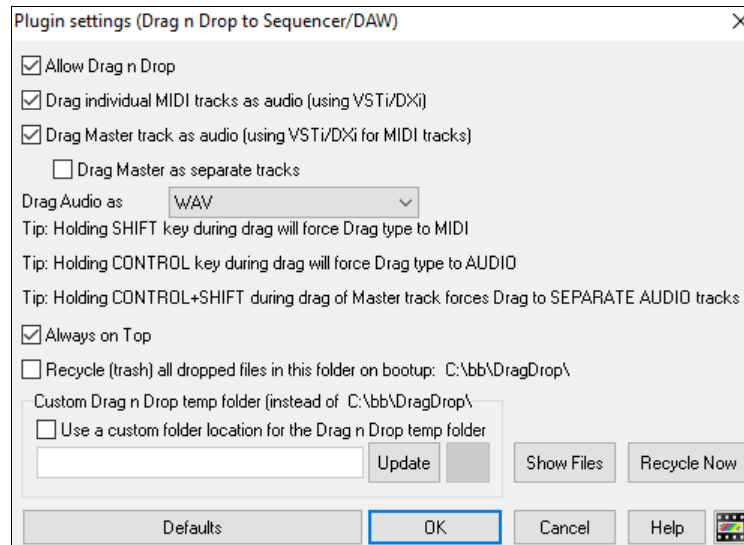 Plugin settings (Drag n Drop to Sequencer/DAW)
Allow Drag n Drop
Drag individual MIDI tracks as audio (using VSTi/DXi)
Drag Master track as audio (using VSTi/DXi for MIDI tracks)
Drag Master as separate tracks
Drag Audio as WAV
Tip: Holding SHIFT key during drag will force Drag type to MIDI
Tip: Holding CONTROL key during drag will force Drag type to AUDIO
Tip: Holding CONTROL+SHIFT during drag of Master track forces Drag to SEPARATE AUDIO tracks
Always on Top
Recycle (trash) all dropped files in this folder on bootup: C:\bb\DragDrop\
Custom Drag n Drop temp folder (instead of C:\bb\DragDrop\
Use a custom folder location for the Drag n Drop temp folder
Update Show Files Recycle Now
Defaults OK Cancel Help